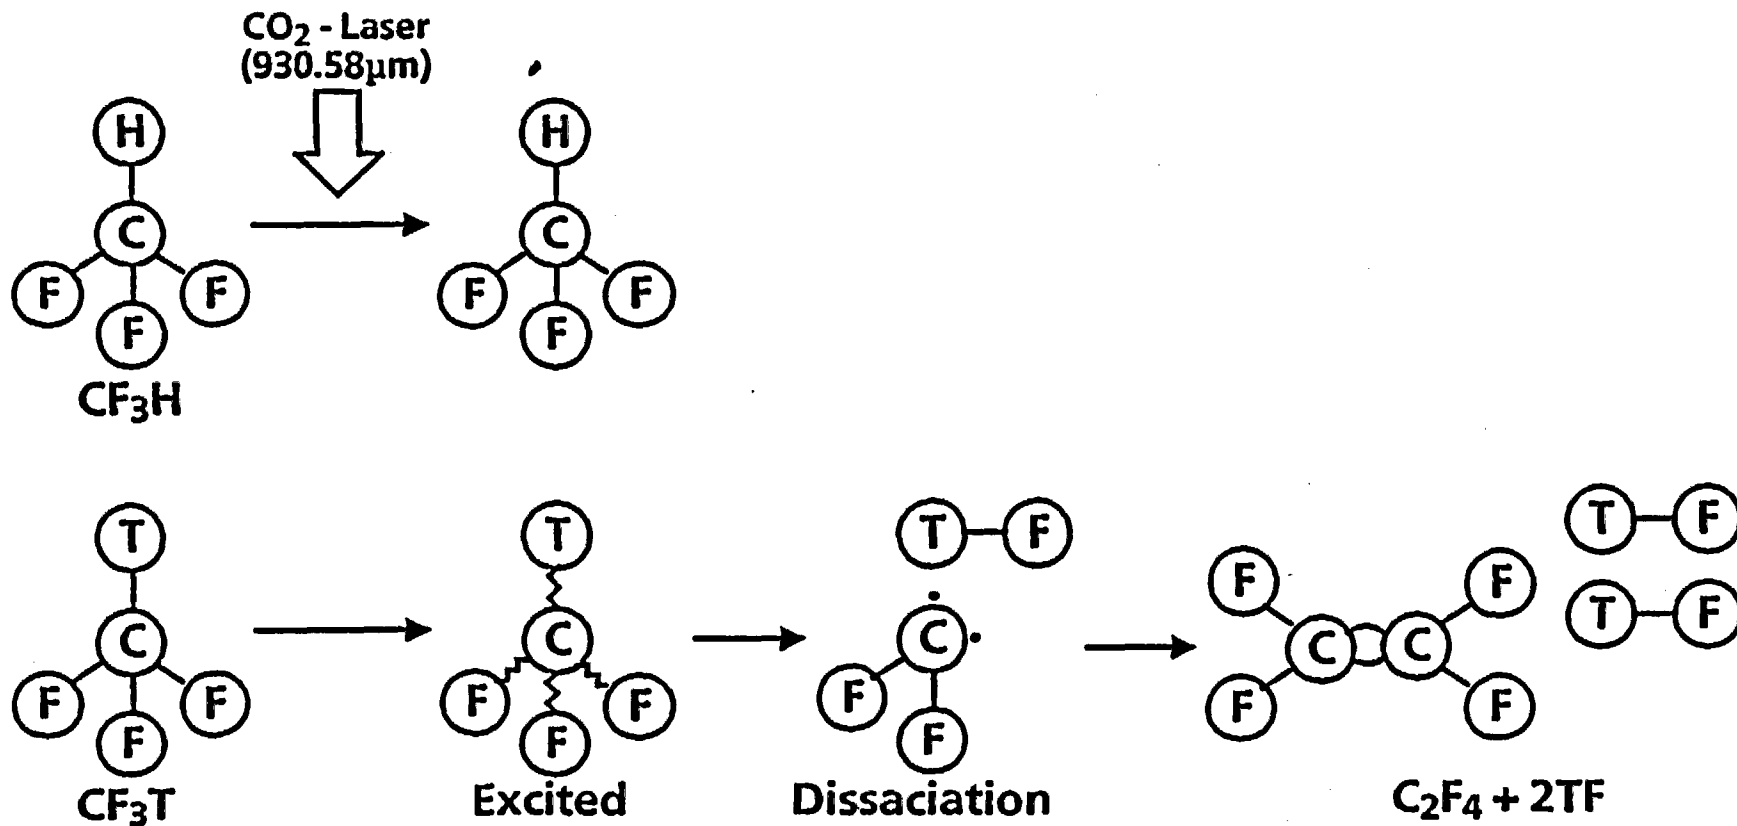 CO₂ - Laser
(930.58μm)
H
H
C
C
F
F
F
F
F
F
CF₃H
T
T
T
F
T
F
C
C
C
F
C
C
F
T
F
F
F
F
F
F
F
F
F
F
F
F
CF₃T
Excited
Dissaciation
C₂F₄ + 2TF